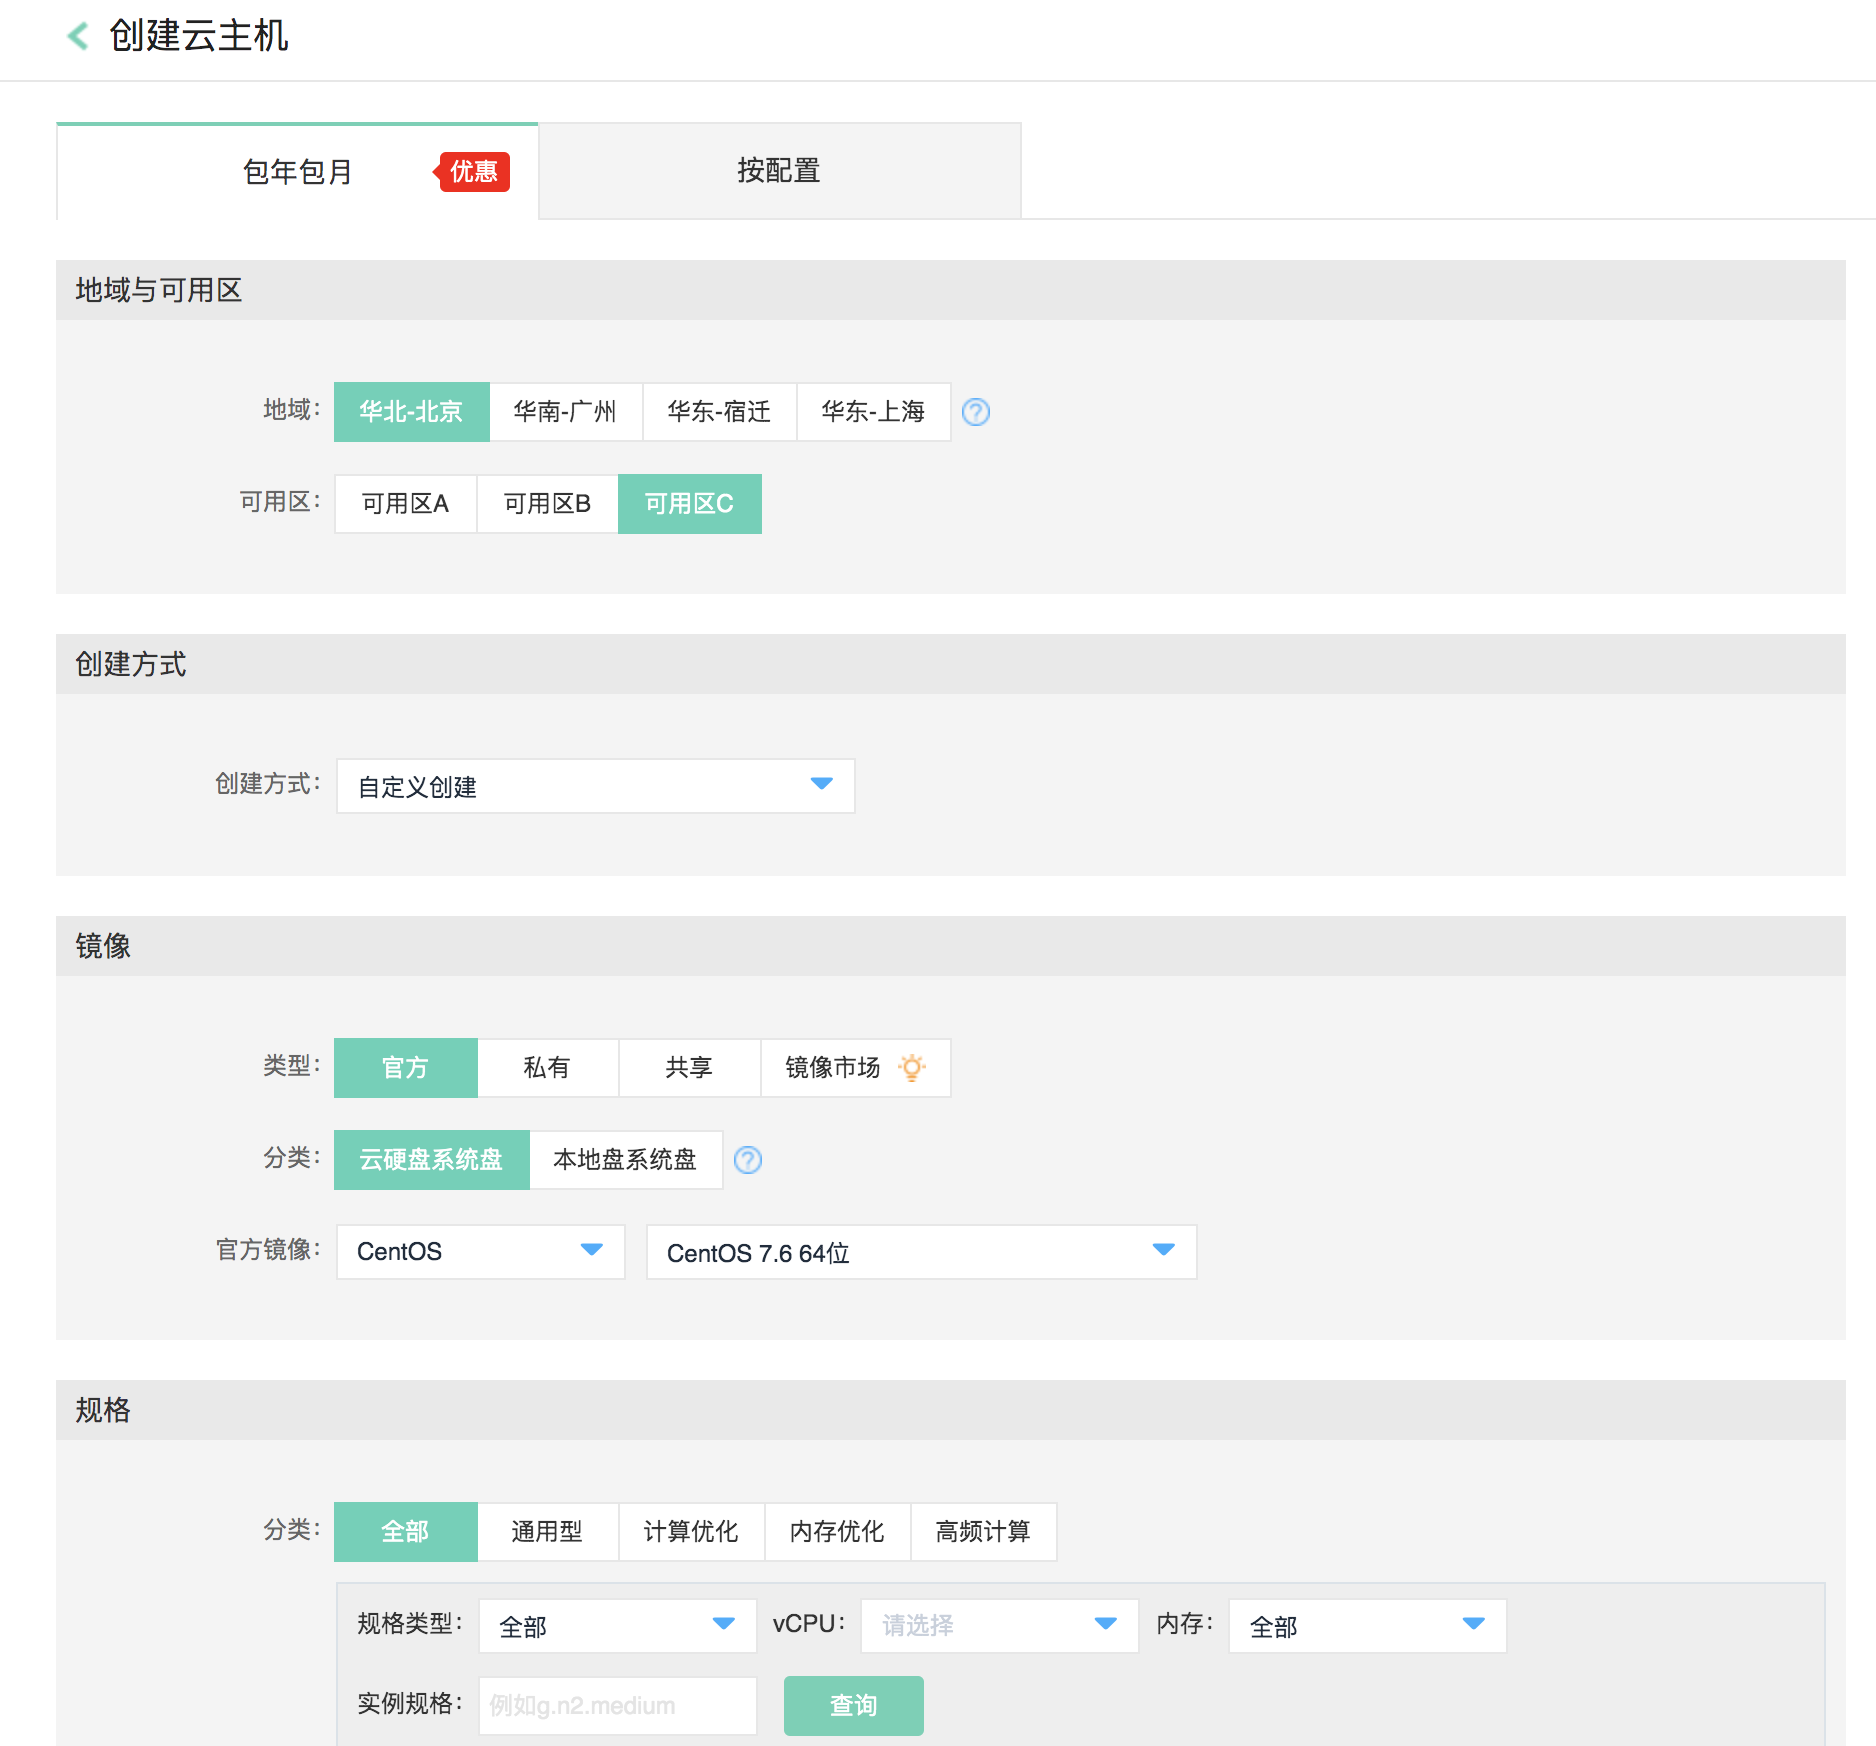 创建云主机
包年包月 优惠 按配置
地域与可用区
地域： 华北-北京 华南-广州 华东-宿迁 华东-上海 ?
可用区： 可用区A 可用区B 可用区C
创建方式
创建方式： 自定义创建
镜像
类型： 官方 私有 共享 镜像市场
分类： 云硬盘系统盘 本地盘系统盘 ?
官方镜像： CentOS CentOS 7.6 64位
规格
分类： 全部 通用型 计算优化 内存优化 高频计算
规格类型： 全部 vCPU： 请选择 内存： 全部
实例规格： 例如g.n2.medium 查询